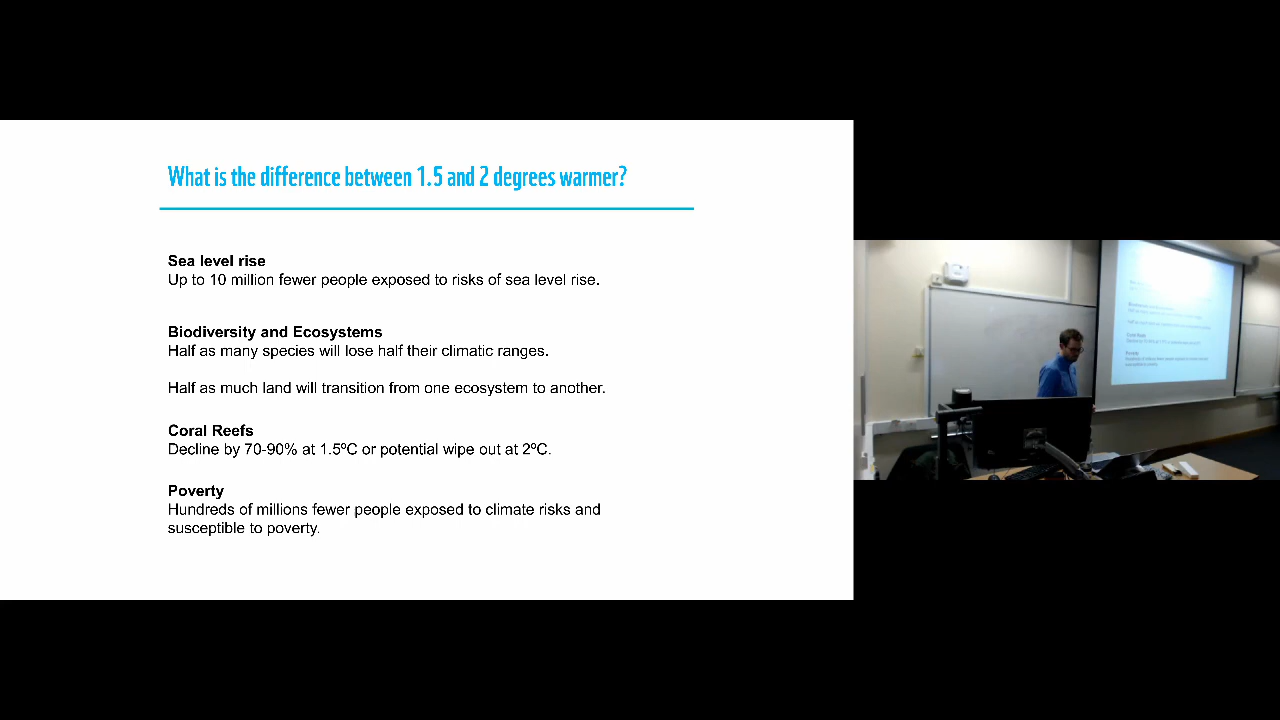 What is the difference between 1.5 and 2 degrees warmer?
Sea level rise
Up to 10 million fewer people exposed to risks of sea level rise.
Biodiversity and Ecosystems
Half as many species will lose half their climatic ranges.
Half as much land will transition from one ecosystem to another.
Coral Reefs
Decline by 70-90% at 1.5ºC or potential wipe out at 2ºC.
Poverty
Hundreds of millions fewer people exposed to climate risks and
susceptible to poverty.